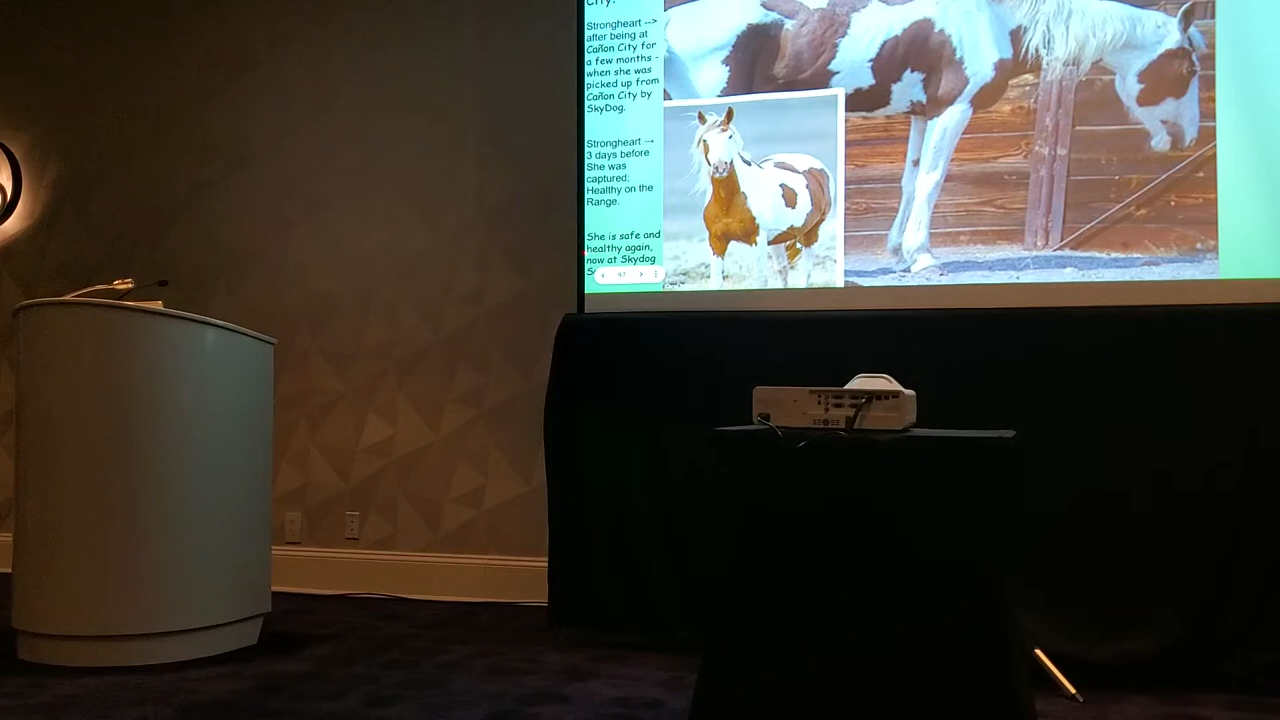 City.
Strongheart -->
after being at
Cañon City for
a few months -
when she was
picked up from
Cañon City by
SkyDog.
Strongheart →
3 days before
She was
captured;
Healthy on the
Range.
She is safe and
healthy again,
now at Skydog
97